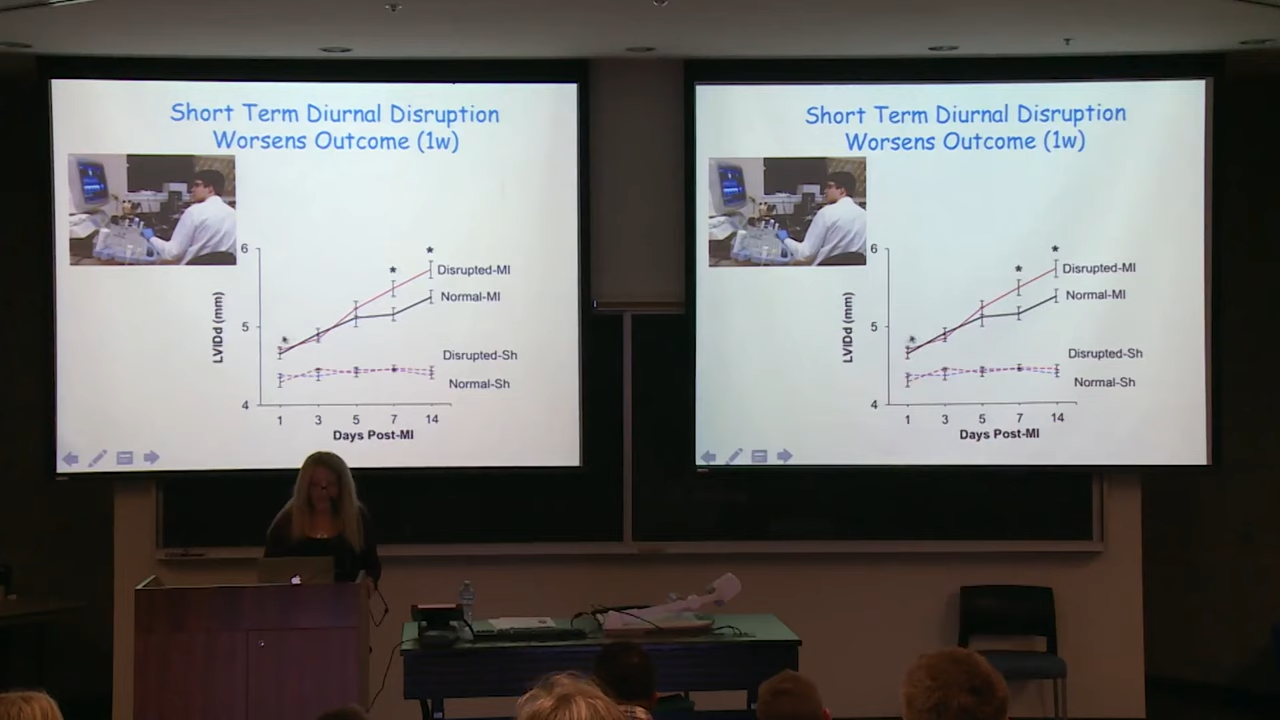 Short Term Diurnal Disruption
Worsens Outcome (1w)
6
*
*
Disrupted-MI
Normal-MI
LVIDd (mm)
5
*
Disrupted-Sh
Normal-Sh
4
1 3 5 7 14
Days Post-MI
Short Term Diurnal Disruption
Worsens Outcome (1w)
6
*
*
Disrupted-MI
Normal-MI
LVIDd (mm)
5
*
Disrupted-Sh
Normal-Sh
4
1 3 5 7 14
Days Post-MI